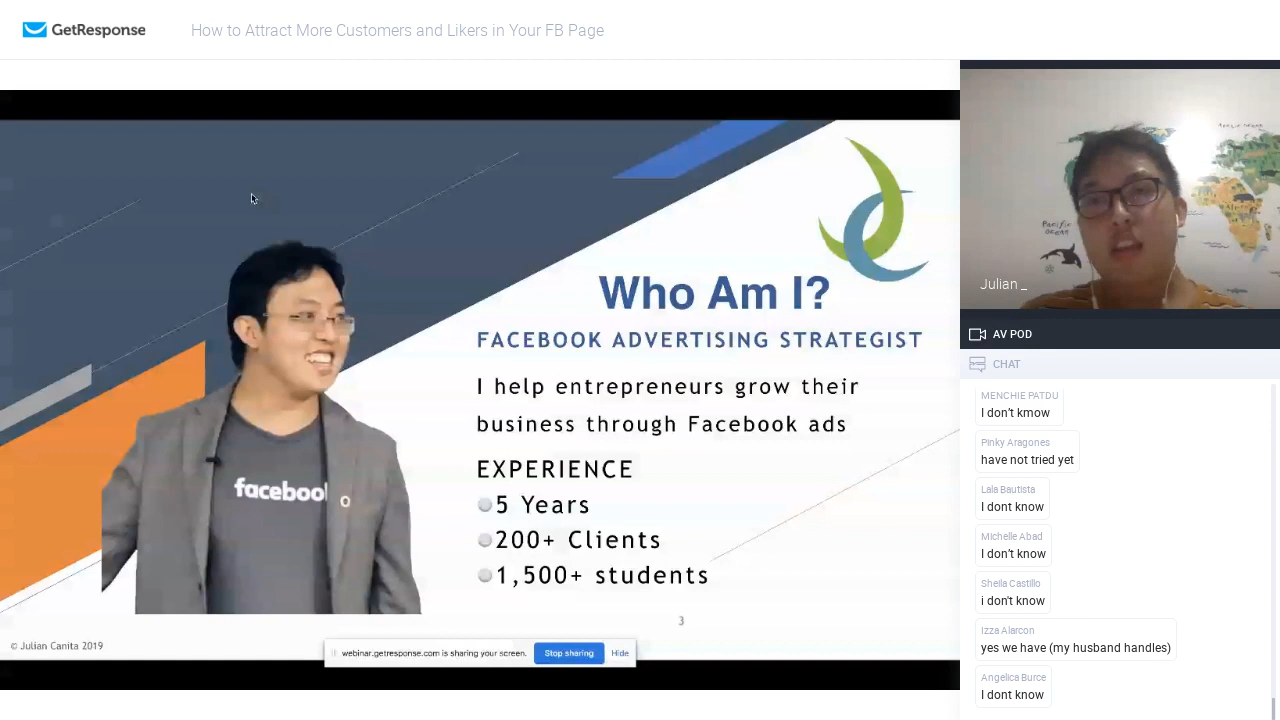 GetResponse
How to Attract More Customers and Likers in Your FB Page
Who Am I?
FACEBOOK ADVERTISING STRATEGIST
I help entrepreneurs grow their
business through Facebook ads
EXPERIENCE
5 Years
200+ Clients
1,500+ students
facebook
3
© Julian Canita 2019
webinar.getresponse.com is sharing your screen.
Stop sharing
Hide
Pacific
Ocean
Julian _
AV POD
CHAT
MENCHIE PATDU
I don't kmow
Pinky Aragones
have not tried yet
Lala Bautista
I dont know
Michelle Abad
I don't know
Sheila Castillo
i don't know
Izza Alarcon
yes we have (my husband handles)
Angelica Burce
I dont know